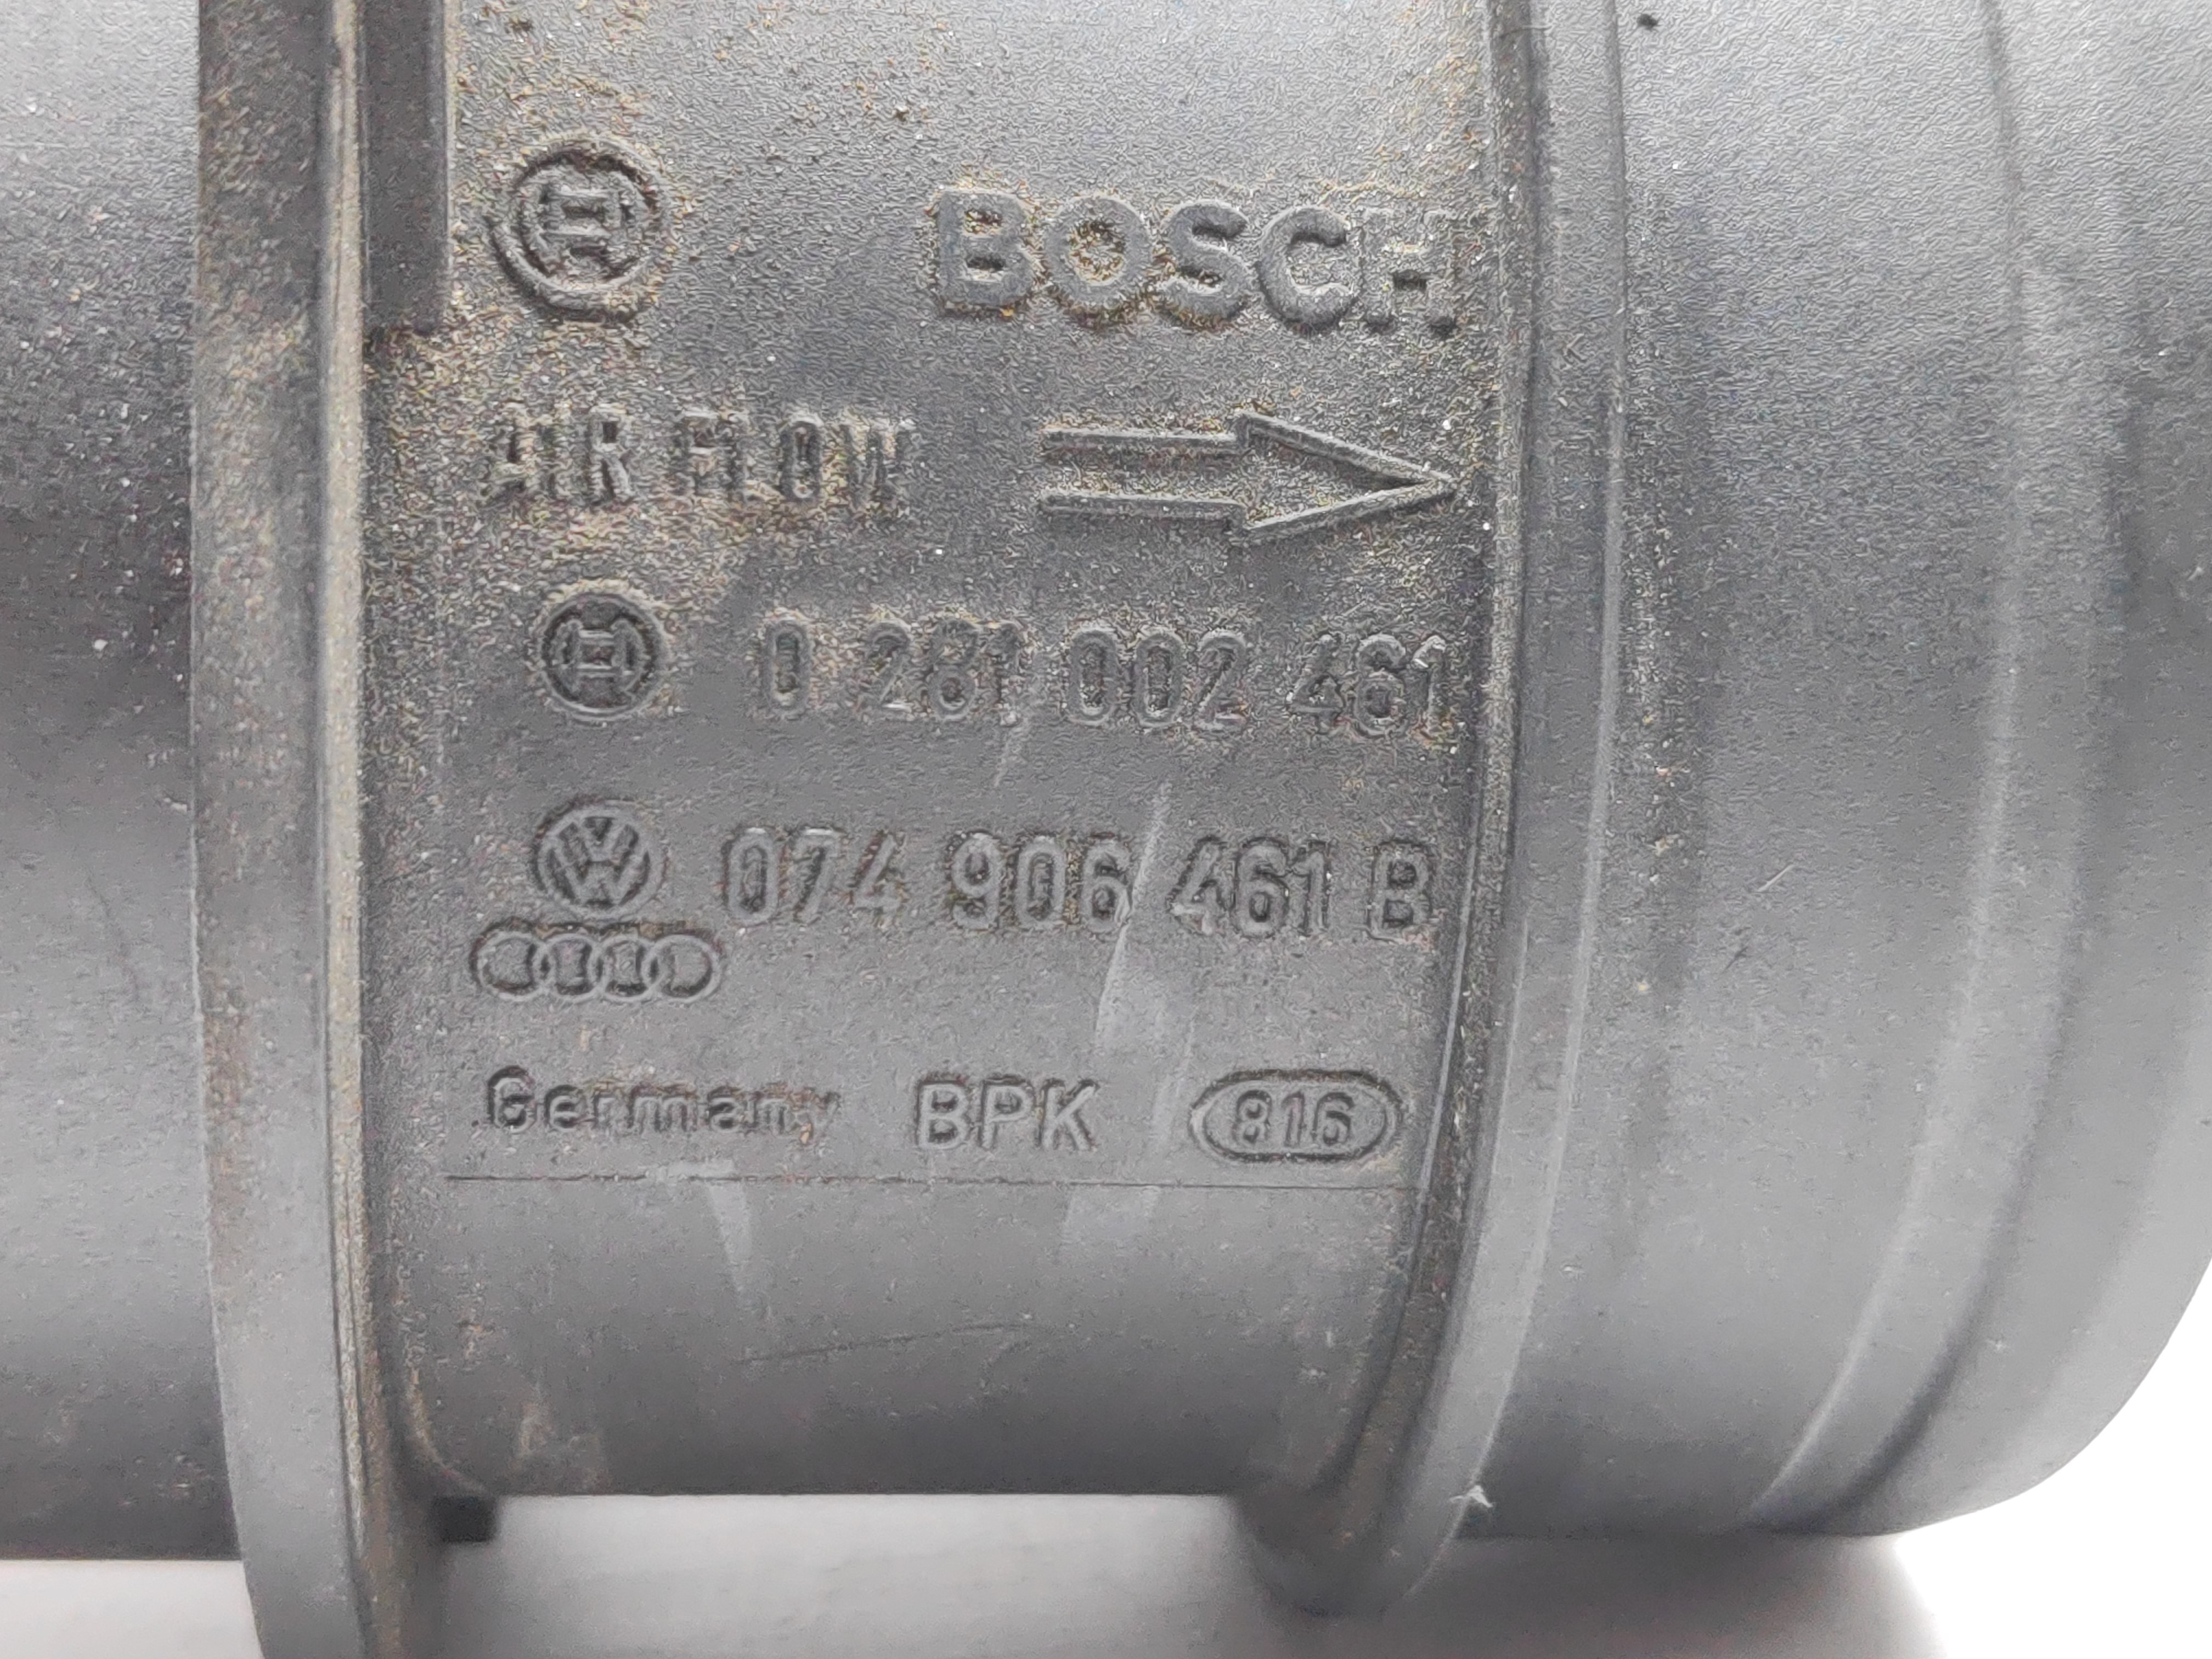 BOSCH
AIR FLOW
0 281 002 461
074 906 461 B
Germany BPK 816